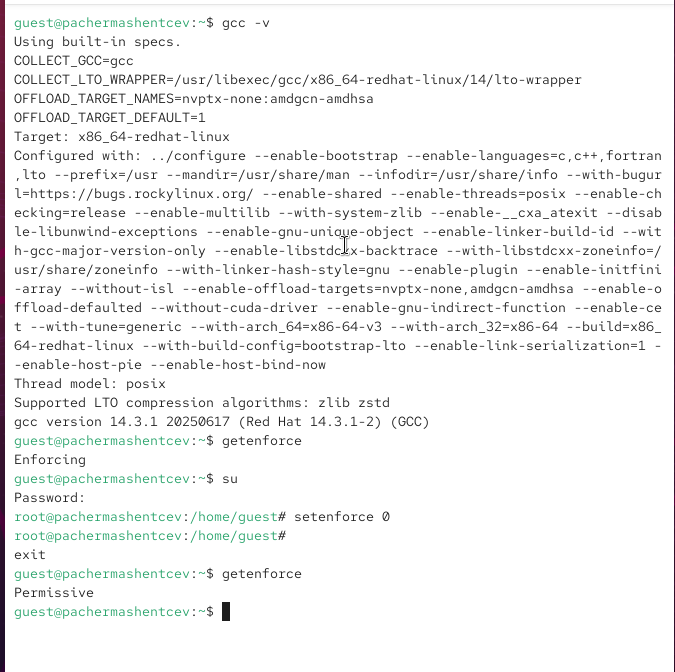 guest@pachermashentcev:~$ gcc -v
Using built-in specs.
COLLECT_GCC=gcc
COLLECT_LTO_WRAPPER=/usr/libexec/gcc/x86_64-redhat-linux/14/lto-wrapper
OFFLOAD_TARGET_NAMES=nvptx-none:amdgcn-amdhsa
OFFLOAD_TARGET_DEFAULT=1
Target: x86_64-redhat-linux
Configured with: ../configure --enable-bootstrap --enable-languages=c,c++,fortran
,lto --prefix=/usr --mandir=/usr/share/man --infodir=/usr/share/info --with-bugur
l=https://bugs.rockylinux.org/ --enable-shared --enable-threads=posix --enable-ch
ecking=release --enable-multilib --with-system-zlib --enable-__cxa_atexit --disab
le-libunwind-exceptions --enable-gnu-unique-object --enable-linker-build-id --wit
h-gcc-major-version-only --enable-libstdcxx-backtrace --with-libstdcxx-zoneinfo=/
usr/share/zoneinfo --with-linker-hash-style=gnu --enable-plugin --enable-initfini
-array --without-isl --enable-offload-targets=nvptx-none,amdgcn-amdhsa --enable-o
ffload-defaulted --without-cuda-driver --enable-gnu-indirect-function --enable-ce
t --with-tune=generic --with-arch_64=x86-64-v3 --with-arch_32=x86-64 --build=x86_
64-redhat-linux --with-build-config=bootstrap-lto --enable-link-serialization=1 -
-enable-host-pie --enable-host-bind-now
Thread model: posix
Supported LTO compression algorithms: zlib zstd
gcc version 14.3.1 20250617 (Red Hat 14.3.1-2) (GCC)
guest@pachermashentcev:~$ getenforce
Enforcing
guest@pachermashentcev:~$ su
Password:
root@pachermashentcev:/home/guest# setenforce 0
root@pachermashentcev:/home/guest#
exit
guest@pachermashentcev:~$ getenforce
Permissive
guest@pachermashentcev:~$